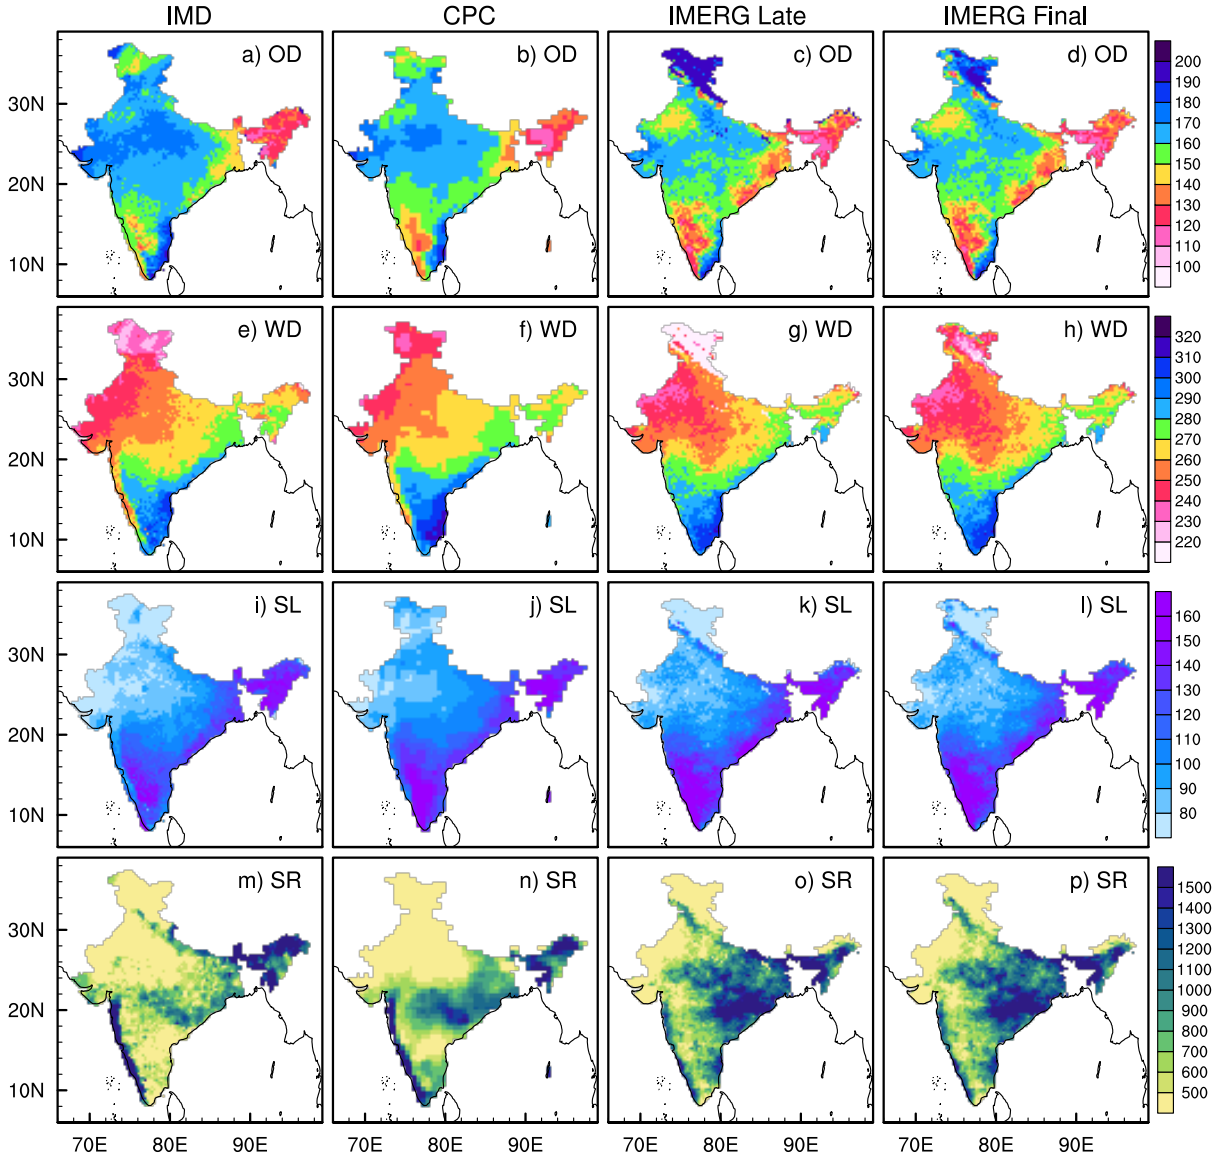 IMD CPC IMERG Late IMERG Final
a) OD b) OD c) OD d) OD
30N
20N
10N
200
190
180
170
160
150
140
130
120
110
100
e) WD f) WD g) WD h) WD
30N
20N
10N
320
310
300
290
280
270
260
250
240
230
220
i) SL j) SL k) SL l) SL
30N
20N
10N
160
150
140
130
120
110
100
90
80
m) SR n) SR o) SR p) SR
30N
20N
10N
1500
1400
1300
1200
1100
1000
900
800
700
600
500
70E 80E 90E 70E 80E 90E 70E 80E 90E 70E 80E 90E